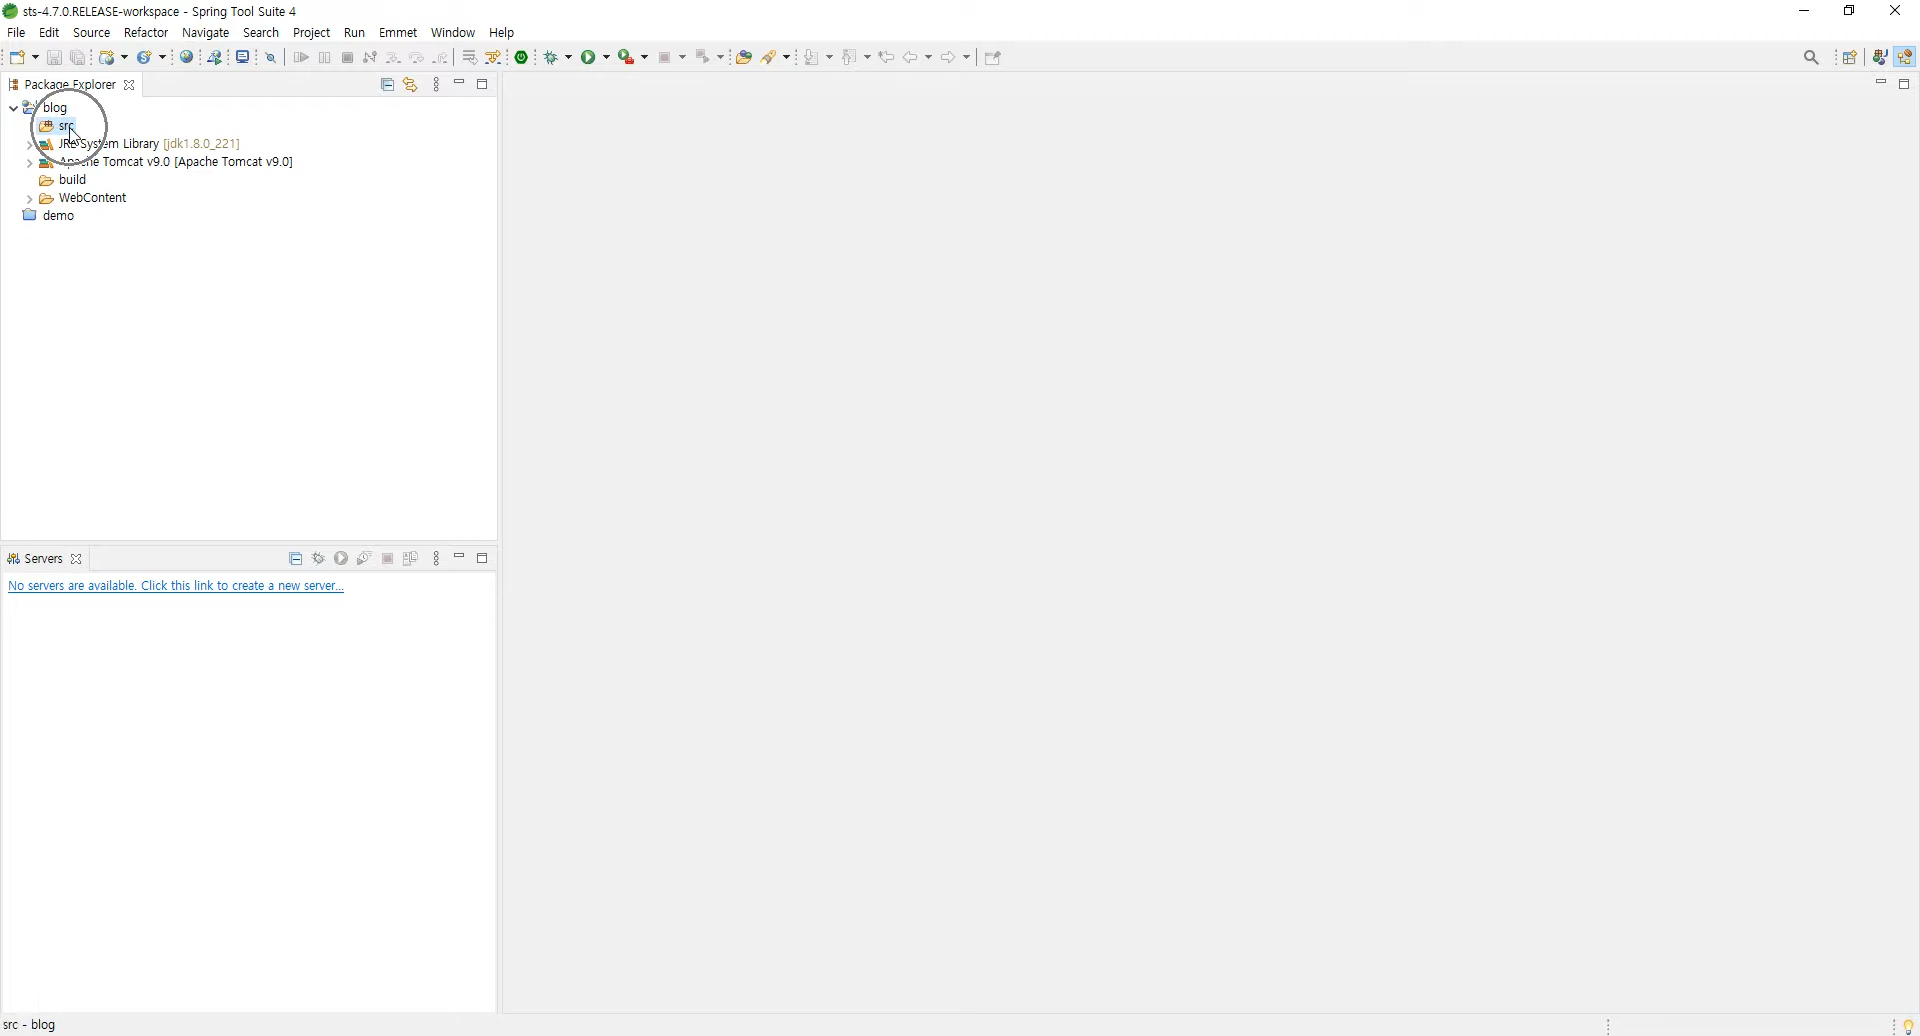 sts-4.7.0.RELEASE-workspace - Spring Tool Suite 4
File Edit Source Refactor Navigate Search Project Run Emmet Window Help
Package Explorer
blog
src
JRE System Library [jdk1.8.0_221]
Apache Tomcat v9.0 [Apache Tomcat v9.0]
build
WebContent
demo
Servers
No servers are available. Click this link to create a new server...
src - blog